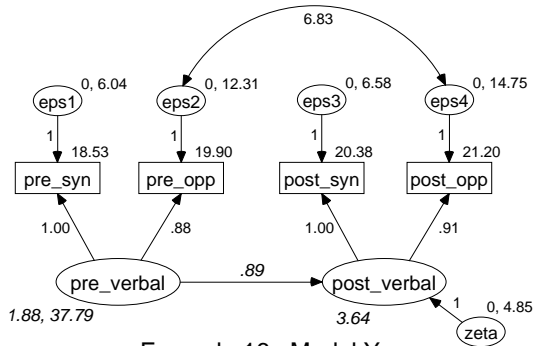 6.83
0, 6.04 0, 12.31 0, 6.58 0, 14.75
eps1 eps2 eps3 eps4
1 1 1 1
18.53 19.90 20.38 21.20
pre_syn pre_opp post_syn post_opp
1.00 .88 1.00 .91
.89
pre_verbal post_verbal
1.88, 37.79 3.64 1 0, 4.85
zeta